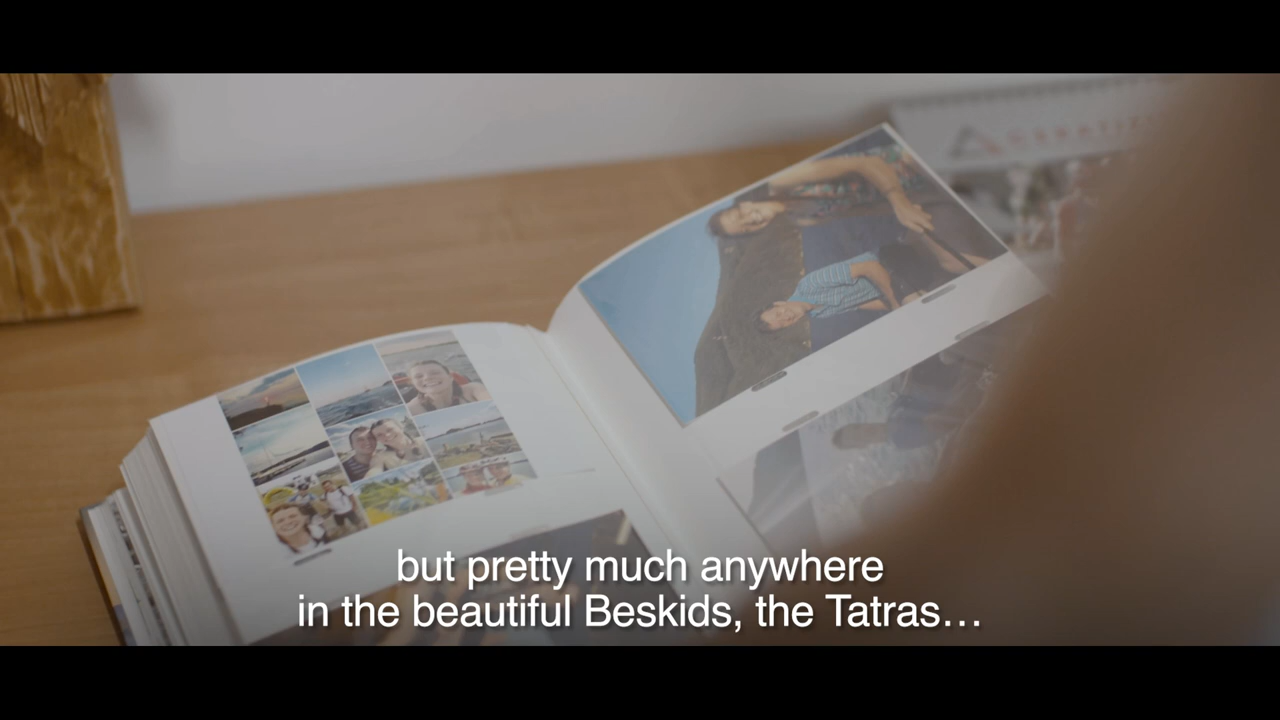 but pretty much anywhere
in the beautiful Beskids, the Tatras…